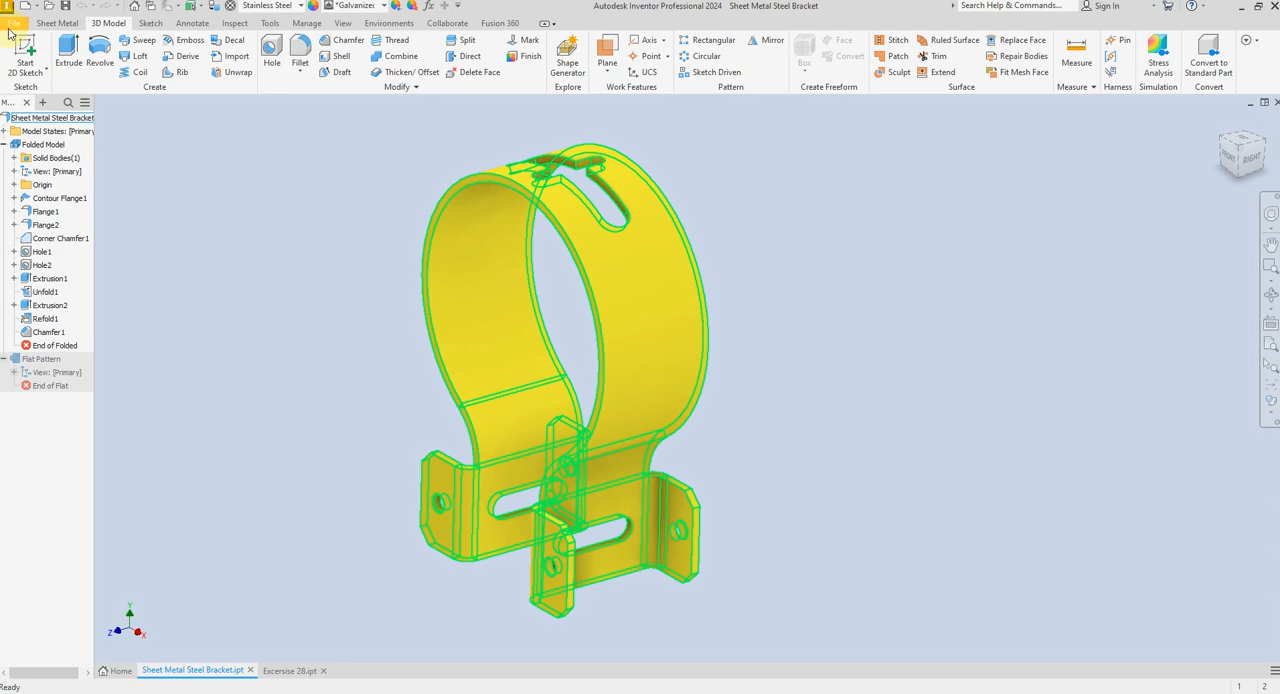 Stainless Steel
*Galvanize
Autodesk Inventor Professional 2024 Sheet Metal Steel Bracket
Search Help & Commands...
Sign In
File Sheet Metal 3D Model Sketch Annotate Inspect Tools Manage View Environments Collaborate Fusion 360
Start
2D Sketch
Extrude
Revolve
Sweep
Emboss
Decal
Loft
Derive
Import
Coil
Rib
Unwrap
Hole
Fillet
Chamfer
Thread
Split
Mark
Shell
Combine
Direct
Finish
Draft
Thicken/ Offset
Delete Face
Shape
Generator
Plane
Axis
Point
UCS
Rectangular
Mirror
Circular
Sketch Driven
Box
Face
Convert
Stitch
Ruled Surface
Replace Face
Patch
Trim
Repair Bodies
Sculpt
Extend
Fit Mesh Face
Measure
Pin
Stress
Analysis
Convert to
Standard Part
Sketch
Create
Modify
Explore
Work Features
Pattern
Create Freeform
Surface
Measure
Harness
Simulation
Convert
M...
Sheet Metal Steel Bracket
Model States: [Primary
Folded Model
Solid Bodies(1)
View: [Primary]
Origin
Contour Flange1
Flange1
Flange2
Corner Chamfer1
Hole1
Hole2
Extrusion1
Unfold1
Extrusion2
Refold1
Chamfer1
End of Folded
Flat Pattern
View: [Primary]
End of Flat
FRONT
RIGHT
Y
Z
X
Home
Sheet Metal Steel Bracket.ipt
Excersise 28.ipt
Ready
1
2